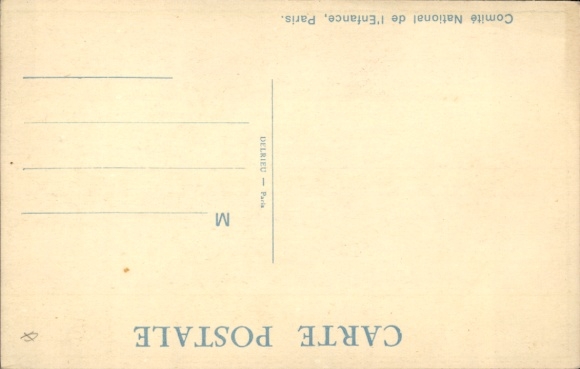 CARTE POSTALE
M
DELRIEU — Paris
Comité National de l'Enfance, Paris.